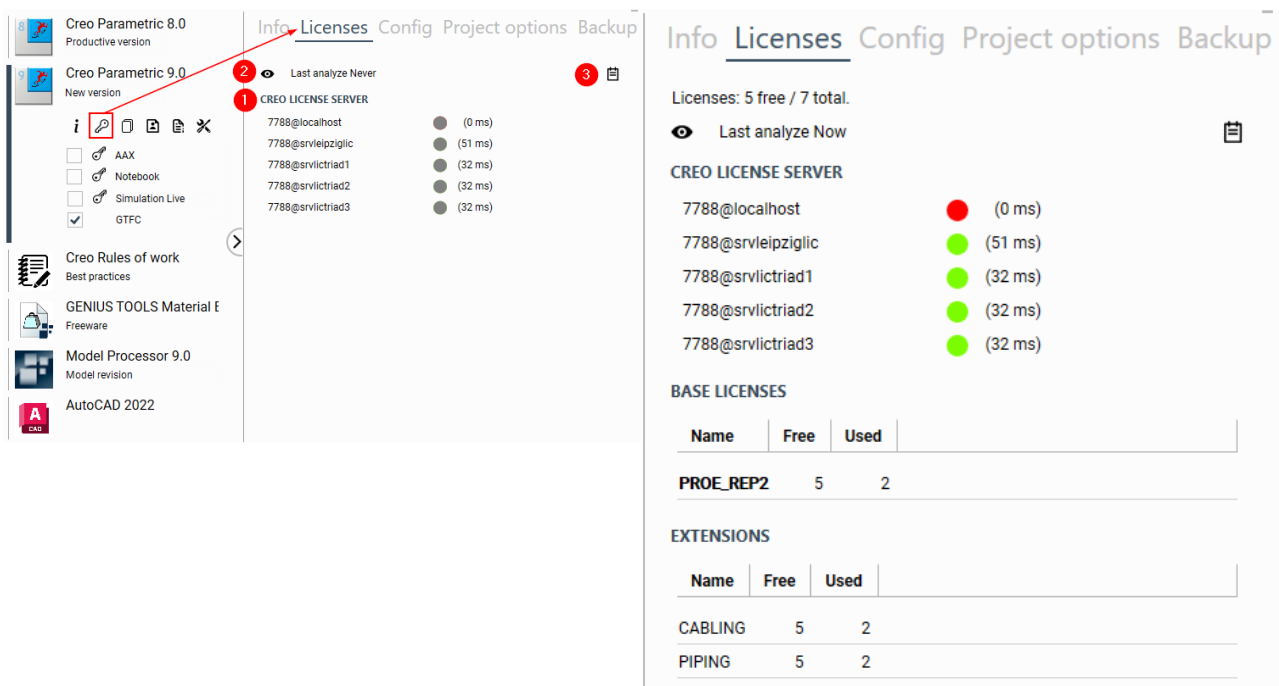 8
Creo Parametric 8.0
Productive version
9
Creo Parametric 9.0
New version
i
AAX
Notebook
Simulation Live
GTFC
Creo Rules of work
Best practices
GENIUS TOOLS Material
Freeware
Model Processor 9.0
Model revision
A
CAD
AutoCAD 2022
Info Licenses Config Project options Backup
2 Last analyze Never 3
1 CREO LICENSE SERVER
7788@localhost (0 ms)
7788@srvleipziglic (51 ms)
7788@srvlictriad1 (32 ms)
7788@srvlictriad2 (32 ms)
7788@srvlictriad3 (32 ms)
Info Licenses Config Project options Backup
Licenses: 5 free / 7 total.
Last analyze Now
CREO LICENSE SERVER
7788@localhost (0 ms)
7788@srvleipziglic (51 ms)
7788@srvlictriad1 (32 ms)
7788@srvlictriad2 (32 ms)
7788@srvlictriad3 (32 ms)
BASE LICENSES
Name Free Used
PROE_REP2 5 2
EXTENSIONS
Name Free Used
CABLING 5 2
PIPING 5 2